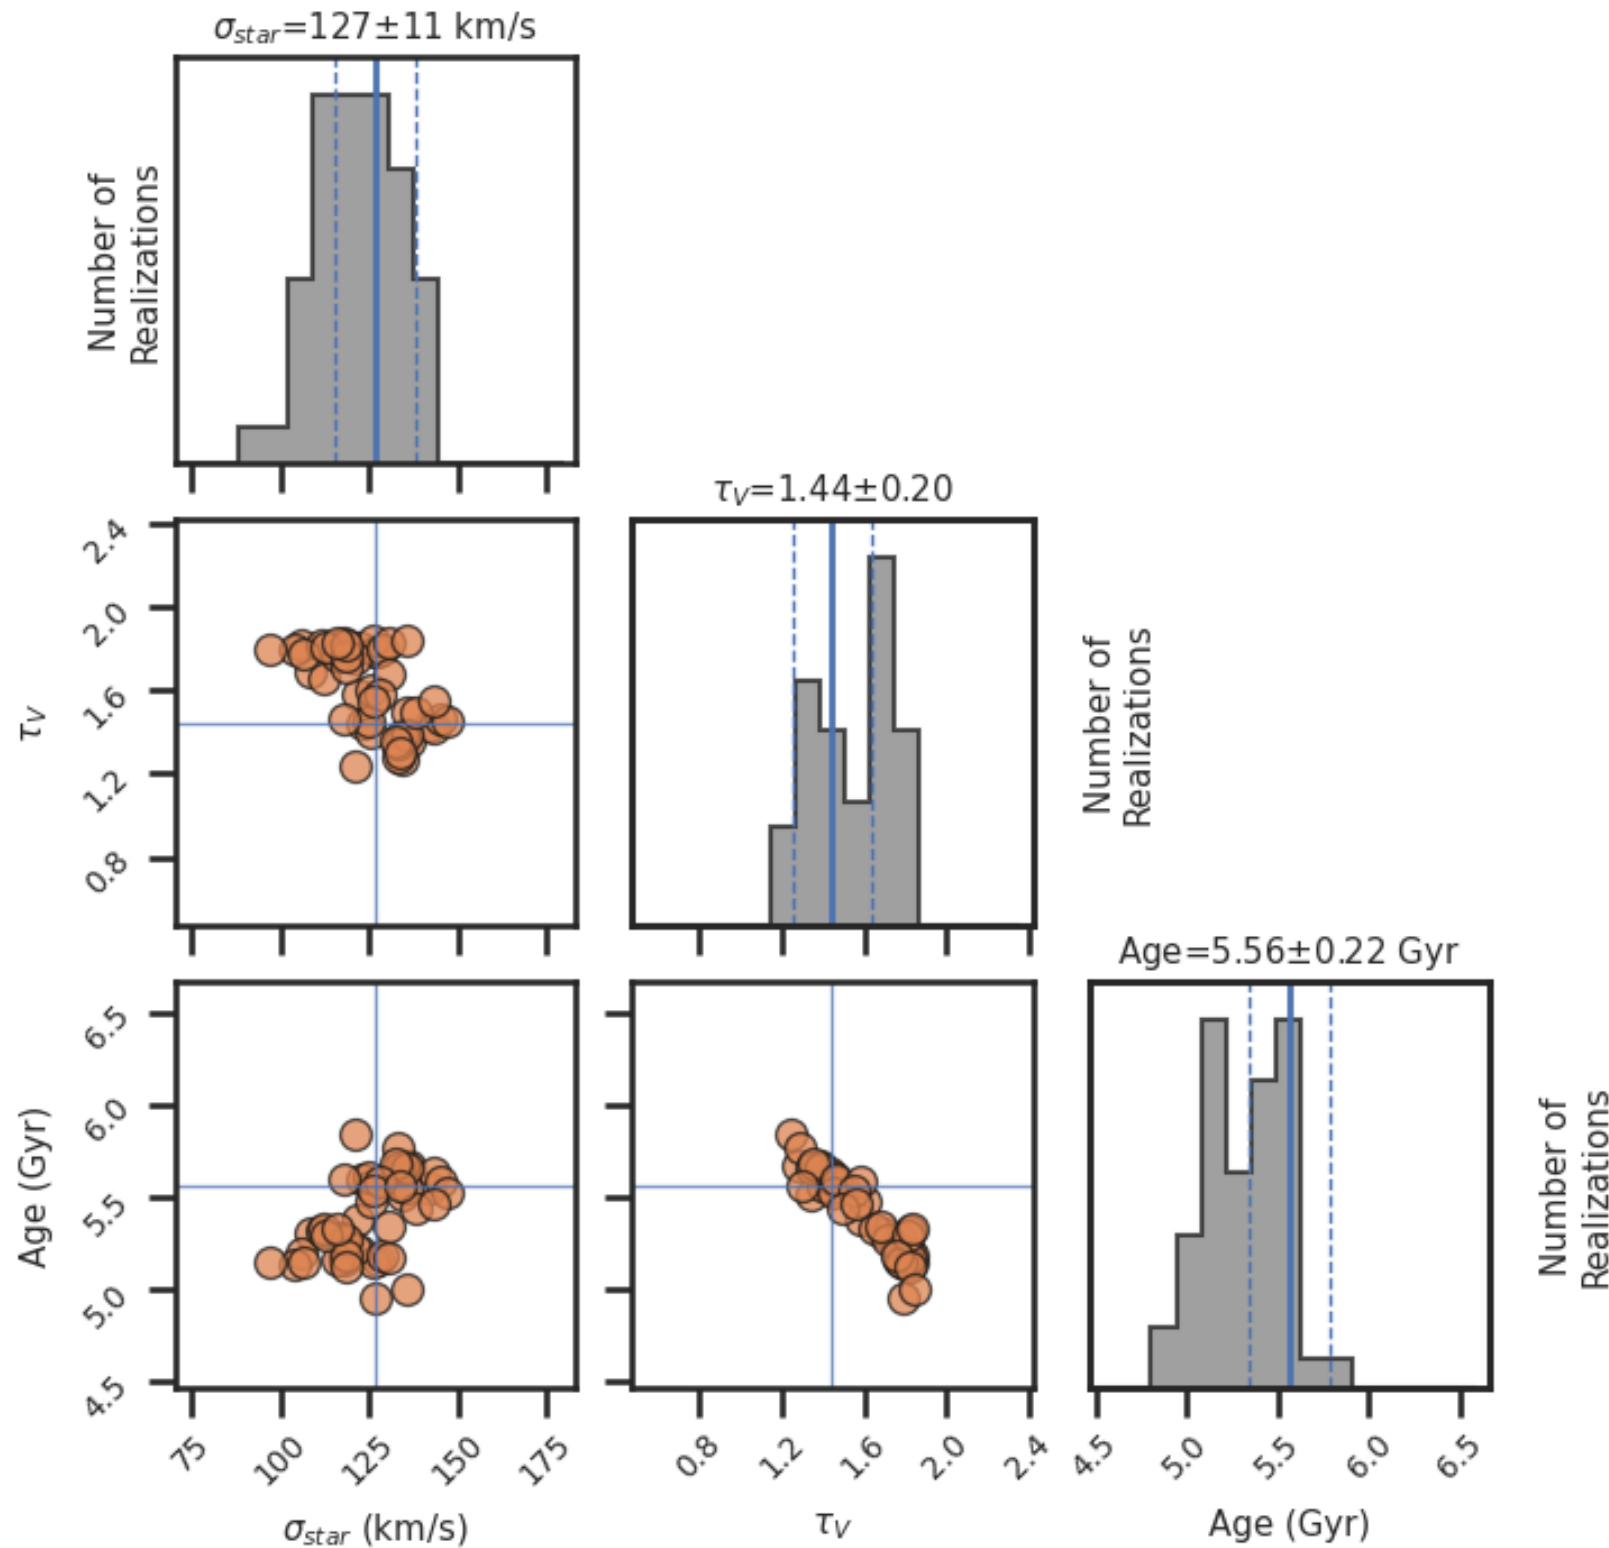 σstar=127±11 km/s
Number of
Realizations
τV=1.44±0.20
2.4
2.0
1.6
1.2
0.8
τV
Number of
Realizations
Age=5.56±0.22 Gyr
6.5
6.0
5.5
5.0
4.5
Age (Gyr)
Number of
Realizations
75 100 125 150 175
0.8 1.2 1.6 2.0 2.4
4.5 5.0 5.5 6.0 6.5
σstar (km/s)
τV
Age (Gyr)